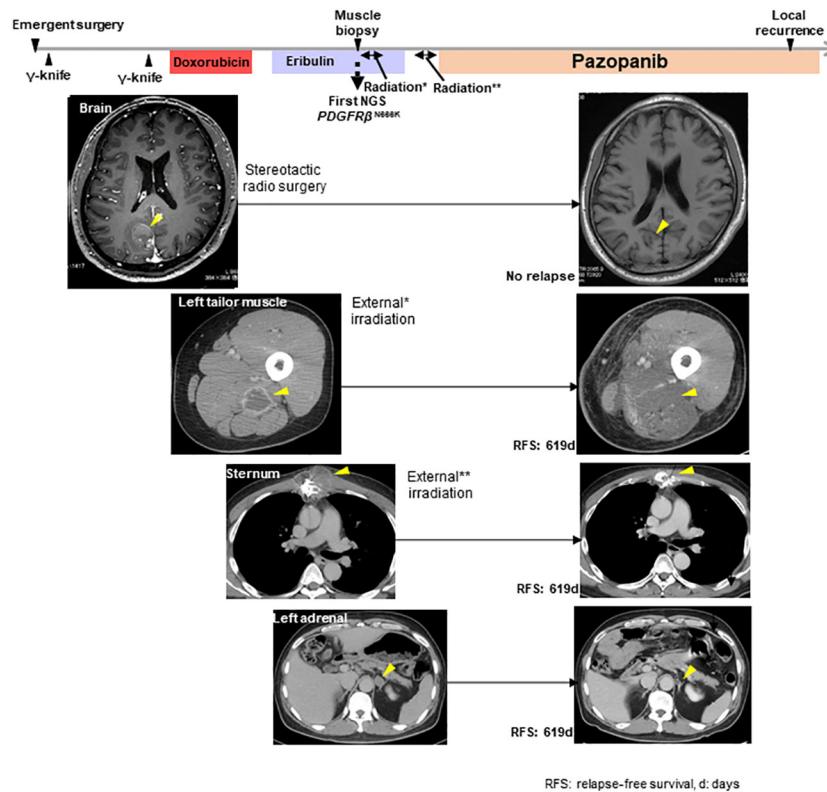 Emergent surgery
Muscle
biopsy
Local
recurrence
γ-knife
γ-knife
Doxorubicin
Eribulin
Pazopanib
Radiation*
Radiation**
First NGS
PDGFRβ N666K
Brain
Stereotactic
radio surgery
No relapse
Left tailor muscle
External*
irradiation
RFS: 619d
Sternum
External**
irradiation
RFS: 619d
Left adrenal
RFS: 619d
RFS: relapse-free survival, d: days